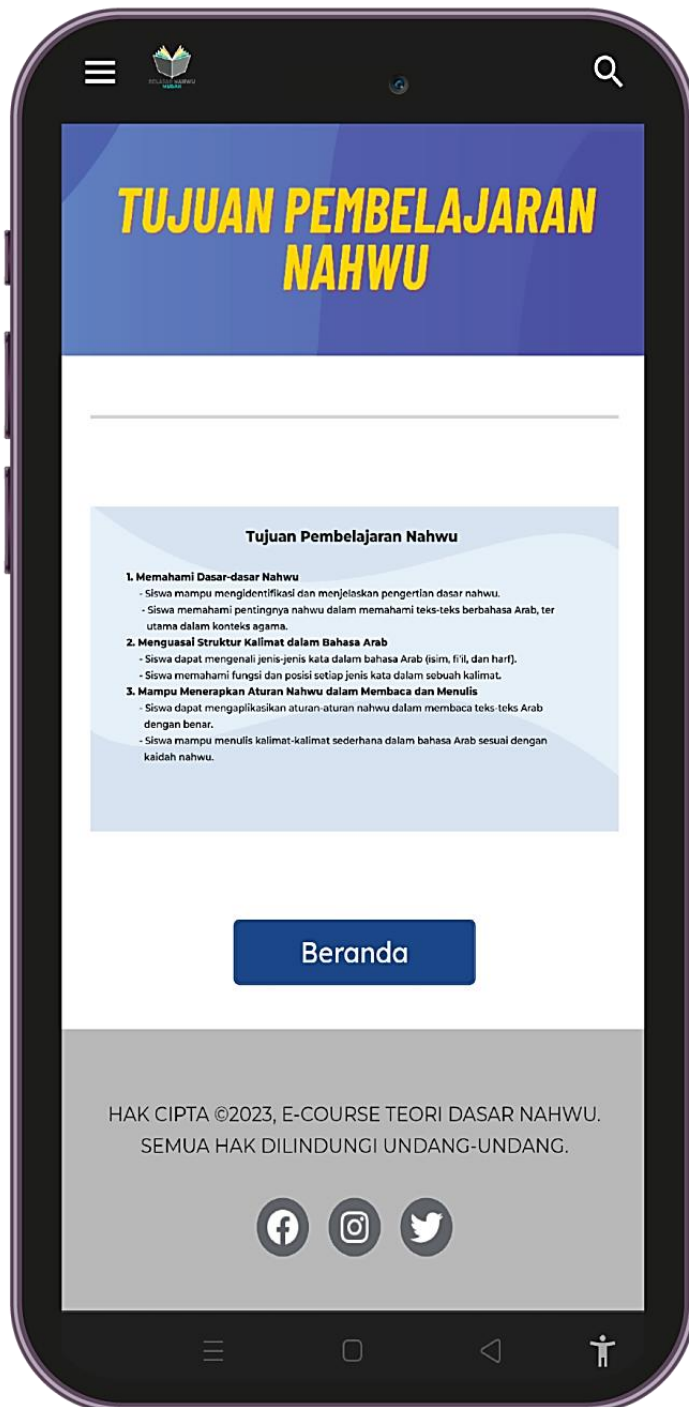 BELAJAR NAHWU
MUDAH
TUJUAN PEMBELAJARAN
NAHWU
Tujuan Pembelajaran Nahwu
1. Memahami Dasar-dasar Nahwu
- Siswa mampu mengidentifikasi dan menjelaskan pengertian dasar nahwu.
- Siswa memahami pentingnya nahwu dalam memahami teks-teks berbahasa Arab, ter
utama dalam konteks agama.
2. Menguasai Struktur Kalimat dalam Bahasa Arab
- Siswa dapat mengenali jenis-jenis kata dalam bahasa Arab (isim, fi'il, dan harf).
- Siswa memahami fungsi dan posisi setiap jenis kata dalam sebuah kalimat.
3. Mampu Menerapkan Aturan Nahwu dalam Membaca dan Menulis
- Siswa dapat mengaplikasikan aturan-aturan nahwu dalam membaca teks-teks Arab
dengan benar.
- Siswa mampu menulis kalimat-kalimat sederhana dalam bahasa Arab sesuai dengan
kaidah nahwu.
Beranda
HAK CIPTA ©2023, E-COURSE TEORI DASAR NAHWU.
SEMUA HAK DILINDUNGI UNDANG-UNDANG.